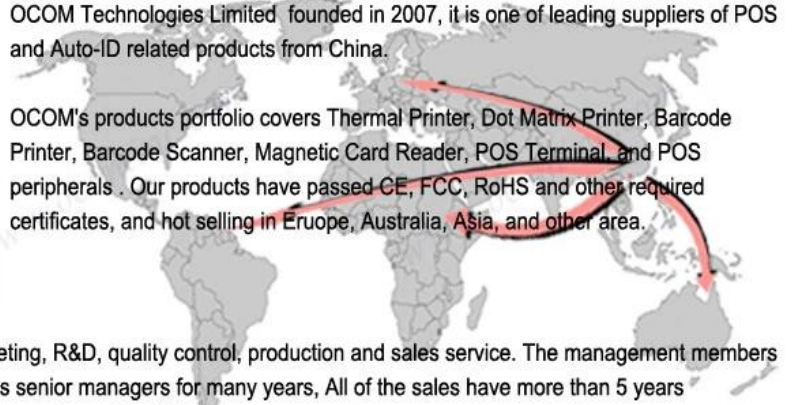 OCOM Technologies Limited founded in 2007, it is one of leading suppliers of POS
and Auto-ID related products from China.
OCOM's products portfolio covers Thermal Printer, Dot Matrix Printer, Barcode
Printer, Barcode Scanner, Magnetic Card Reader, POS Terminal, and POS
peripherals . Our products have passed CE, FCC, RoHS and other required
certificates, and hot selling in Eruope, Australia, Asia, and other area.
eting, R&D, quality control, production and sales service. The management members
s senior managers for many years, All of the sales have more than 5 years